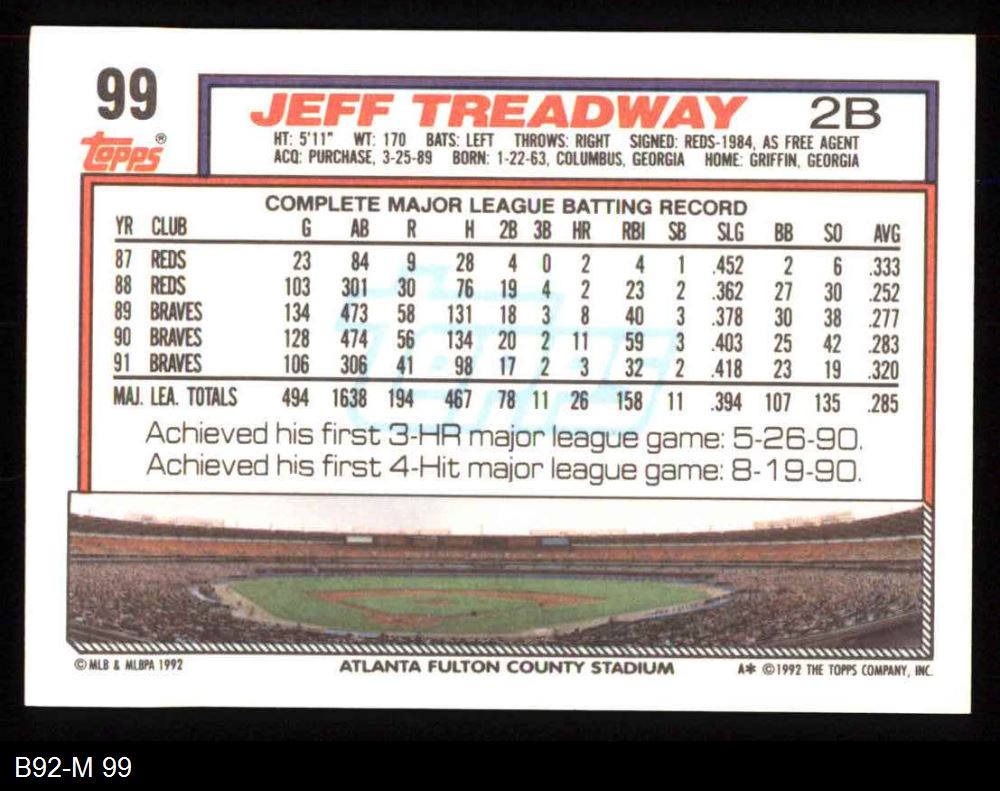 99
JEFF TREADWAY 2B
topps®
HT: 5'11" WT: 170 BATS: LEFT THROWS: RIGHT SIGNED: REDS-1984, AS FREE AGENT
ACQ: PURCHASE, 3-25-89 BORN: 1-22-63, COLUMBUS, GEORGIA HOME: GRIFFIN, GEORGIA
COMPLETE MAJOR LEAGUE BATTING RECORD
YR CLUB G AB R H 2B 3B HR RBI SB SLG BB SO AVG
87 REDS 23 84 9 28 4 0 2 4 1 .452 2 6 .333
88 REDS 103 301 30 76 19 4 2 23 2 .362 27 30 .252
89 BRAVES 134 473 58 131 18 3 8 40 3 .378 30 38 .277
90 BRAVES 128 474 56 134 20 2 11 59 3 .403 25 42 .283
91 BRAVES 106 306 41 98 17 2 3 32 2 .418 23 19 .320
MAJ. LEA. TOTALS 494 1638 194 467 78 11 26 158 11 .394 107 135 .285
topps
Achieved his first 3-HR major league game: 5-26-90.
Achieved his first 4-Hit major league game: 8-19-90.
© MLB & MLBPA 1992 ATLANTA FULTON COUNTY STADIUM A* © 1992 THE TOPPS COMPANY, INC.
B92-M 99